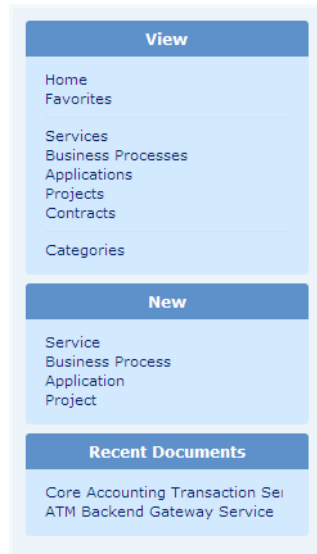 View
Home
Favorites
Services
Business Processes
Applications
Projects
Contracts
Categories
New
Service
Business Process
Application
Project
Recent Documents
Core Accounting Transaction Ser
ATM Backend Gateway Service